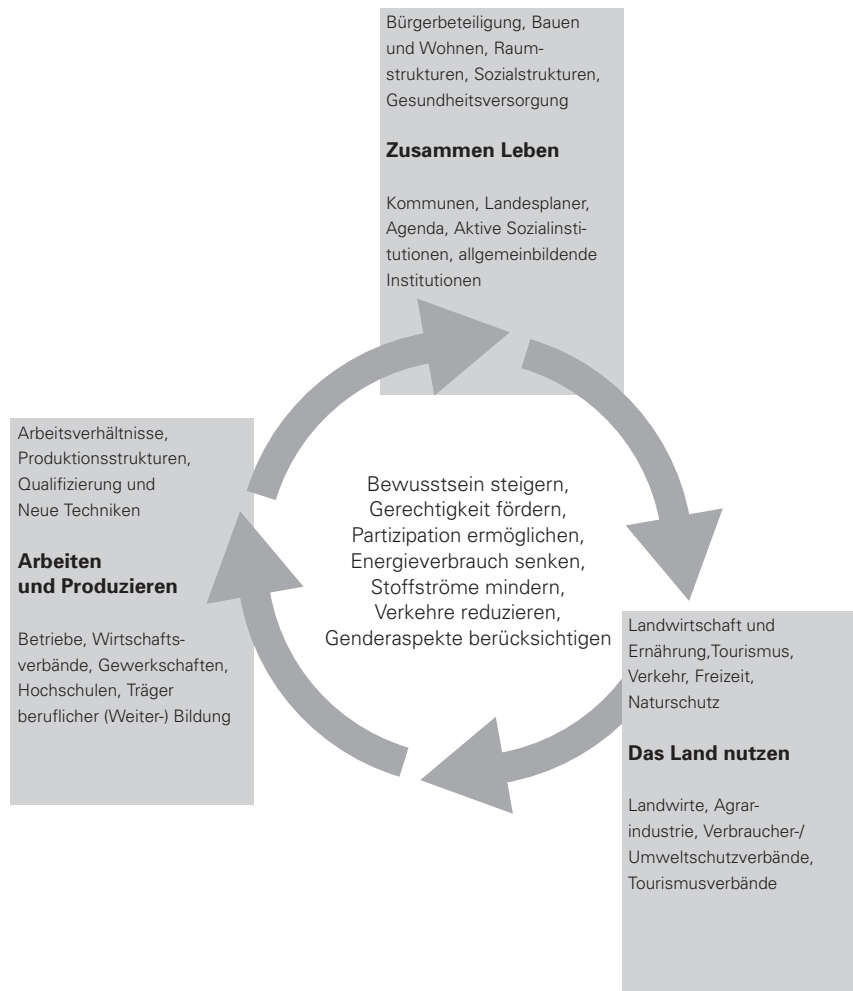 Bürgerbeteiligung, Bauen
und Wohnen, Raum-
strukturen, Sozialstrukturen,
Gesundheitsversorgung
Zusammen Leben
Kommunen, Landesplaner,
Agenda, Aktive Sozialinsti-
tutionen, allgemeinbildende
Institutionen
Arbeitsverhältnisse,
Produktionsstrukturen,
Qualifizierung und
Neue Techniken
Arbeiten
und Produzieren
Betriebe, Wirtschafts-
verbände, Gewerkschaften,
Hochschulen, Träger
beruflicher (Weiter-) Bildung
Bewusstsein steigern,
Gerechtigkeit fördern,
Partizipation ermöglichen,
Energieverbrauch senken,
Stoffströme mindern,
Verkehre reduzieren,
Genderaspekte berücksichtigen
Landwirtschaft und
Ernährung,Tourismus,
Verkehr, Freizeit,
Naturschutz
Das Land nutzen
Landwirte, Agrar-
industrie, Verbraucher-/
Umweltschutzverbände,
Tourismusverbände